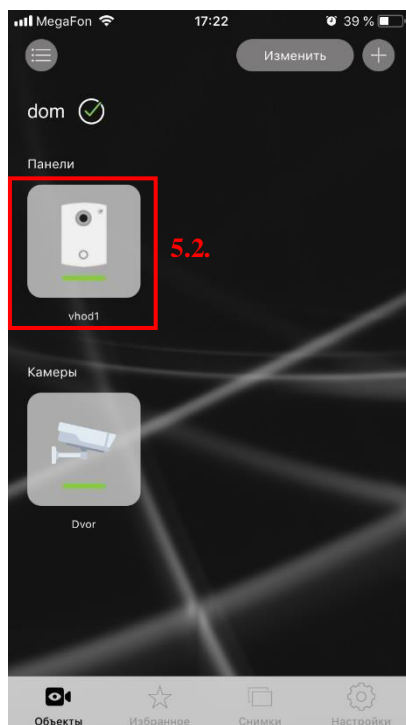 MegaFon 17:22 39 %
Изменить
dom
Панели
5.2.
vhod1
Камеры
Dvor
Объекты Избранное Снимки Настройки